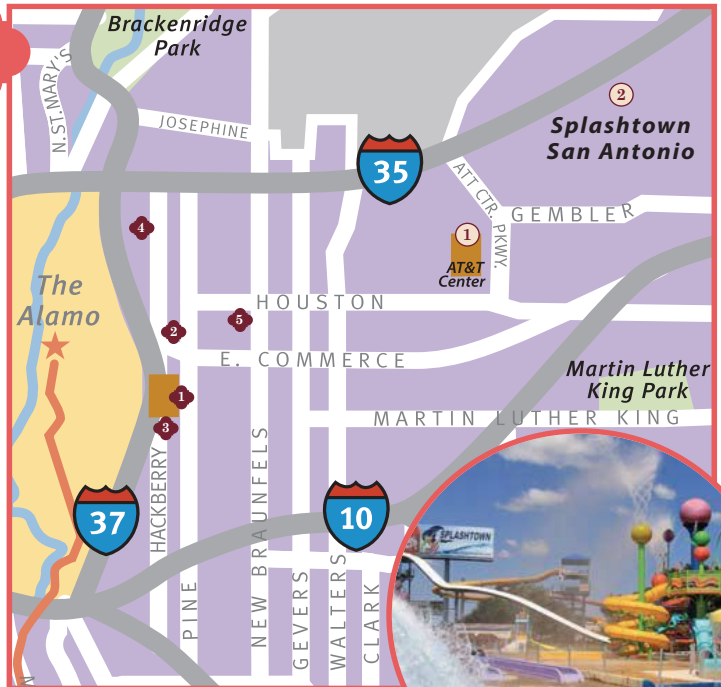 Brackenridge
Park
N. ST. MARY'S
JOSEPHINE
2
Splashtown
San Antonio
35
ATT CTR. PKWY.
GEMBLER
4
1
AT&T
Center
The
Alamo
HOUSTON
5
2
E. COMMERCE
Martin Luther
King Park
1
MARTIN LUTHER KING
3
HACKBERRY
37
10
NEW BRAUNFELS
SPLASHTOWN
PINE
GEVERS
WALTERS
CLARK
N